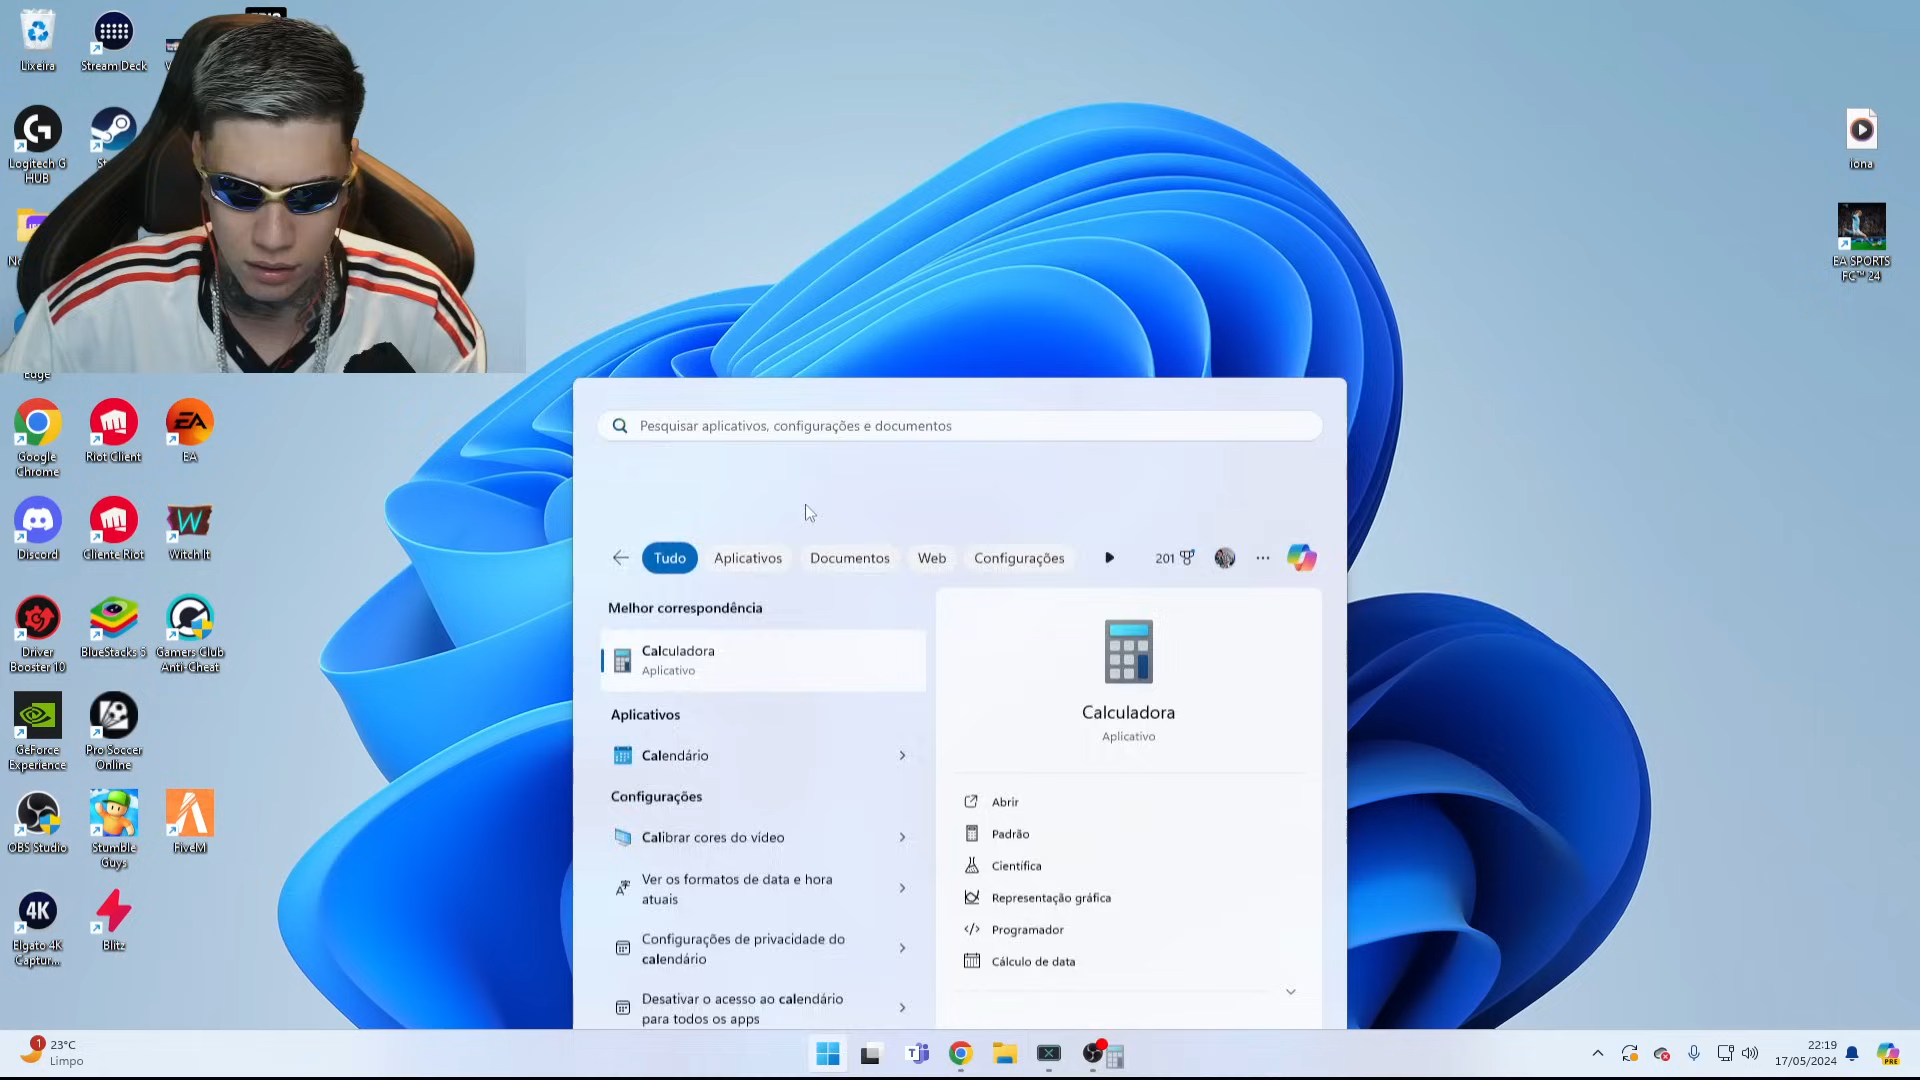 Lixeira
Stream Deck
Logitech G
HUB
Edge
Google
Chrome
Riot Client
EA
Discord
Cliente Riot
Witch It
Driver
Booster 10
BlueStacks 5
Gamers Club
Anti-Cheat
GeForce
Experience
Pro Soccer
Online
OBS Studio
Stumble
Guys
FiveM
4K
Elgato 4K
Captur...
Blitz
iona
EA SPORTS
FC™ 24
Pesquisar aplicativos, configurações e documentos
Tudo
Aplicativos
Documentos
Web
Configurações
201
Melhor correspondência
Calculadora
Aplicativo
Aplicativos
Calendário
Configurações
Calibrar cores do vídeo
Ver os formatos de data e hora
atuais
Configurações de privacidade do
calendário
Desativar o acesso ao calendário
para todos os apps
Calculadora
Aplicativo
Abrir
Padrão
Científica
Representação gráfica
Programador
Cálculo de data
1
23°C
Limpo
22:19
17/05/2024
PRE